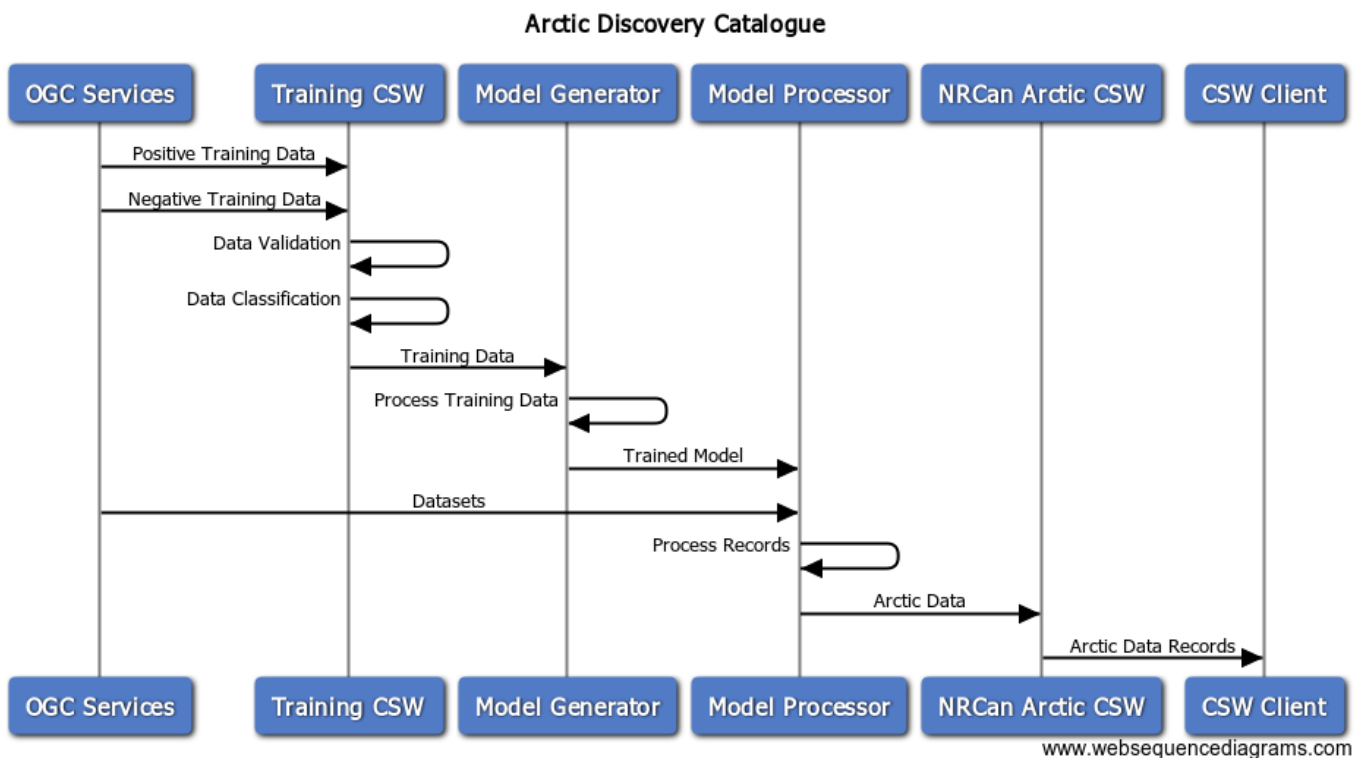 Arctic Discovery Catalogue
OGC Services
Training CSW
Model Generator
Model Processor
NRCan Arctic CSW
CSW Client
Positive Training Data
Negative Training Data
Data Validation
Data Classification
Training Data
Process Training Data
Trained Model
Datasets
Process Records
Arctic Data
Arctic Data Records
OGC Services
Training CSW
Model Generator
Model Processor
NRCan Arctic CSW
CSW Client
www.websequencediagrams.com